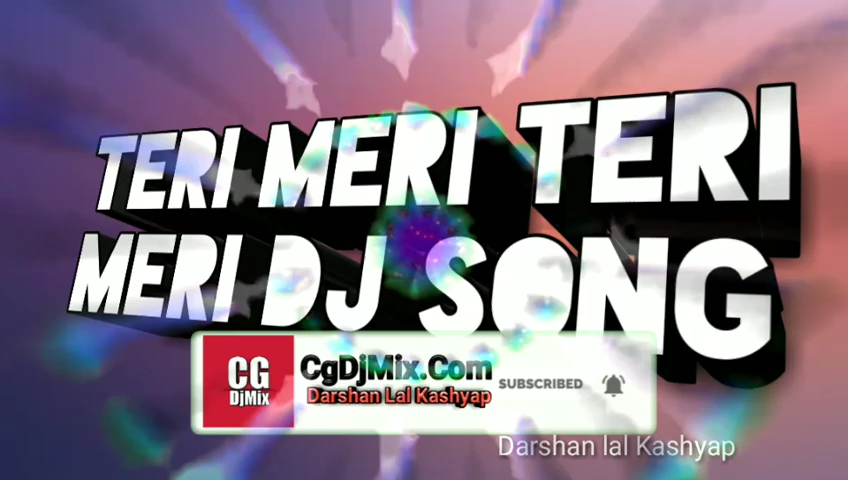 TERI MERI TERI
MERI DJ SONG
CG
DjMix
CgDjMix.Com
Darshan Lal Kashyap
SUBSCRIBED
Darshan lal Kashyap